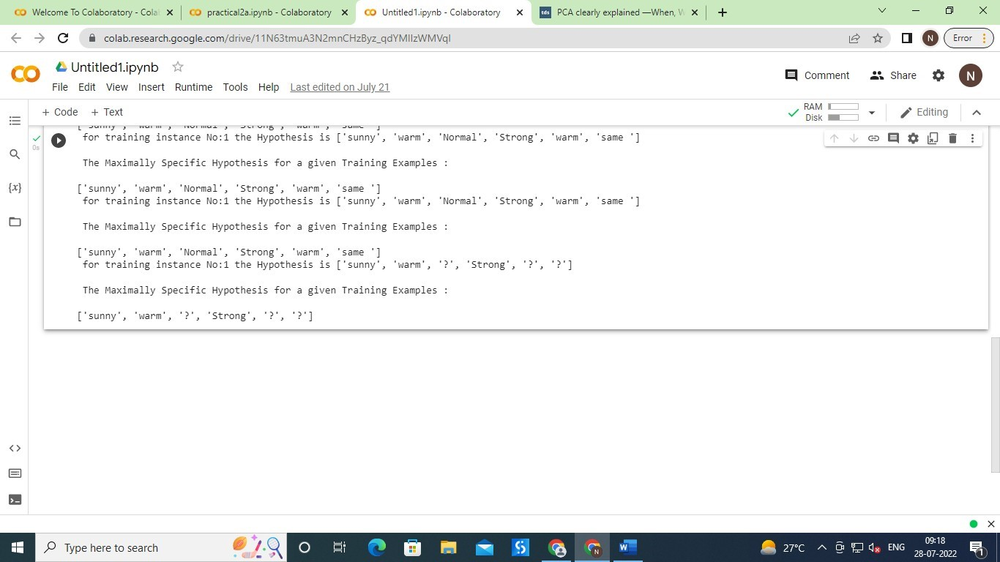 Welcome To Colaboratory - Cola
practical2a.ipynb - Colaboratory
Untitled1.ipynb - Colaboratory
tds PCA clearly explained —When, W
colab.research.google.com/drive/11N63tmuA3N2mnCHzByz_qdYMIlzWMVqI
N
Error
CO Untitled1.ipynb
File Edit View Insert Runtime Tools Help Last edited on July 21
Comment Share N
+ Code + Text
RAM
Disk
Editing
['sunny', 'warm', 'Normal', 'Strong', 'warm', 'same ']
for training instance No:1 the Hypothesis is ['sunny', 'warm', 'Normal', 'Strong', 'warm', 'same ']
0s
The Maximally Specific Hypothesis for a given Training Examples :
{x}
['sunny', 'warm', 'Normal', 'Strong', 'warm', 'same ']
for training instance No:1 the Hypothesis is ['sunny', 'warm', 'Normal', 'Strong', 'warm', 'same ']
The Maximally Specific Hypothesis for a given Training Examples :
['sunny', 'warm', 'Normal', 'Strong', 'warm', 'same ']
for training instance No:1 the Hypothesis is ['sunny', 'warm', '?', 'Strong', '?', '?']
The Maximally Specific Hypothesis for a given Training Examples :
['sunny', 'warm', '?', 'Strong', '?', '?']
Type here to search
27°C
ENG
09:18
28-07-2022
1